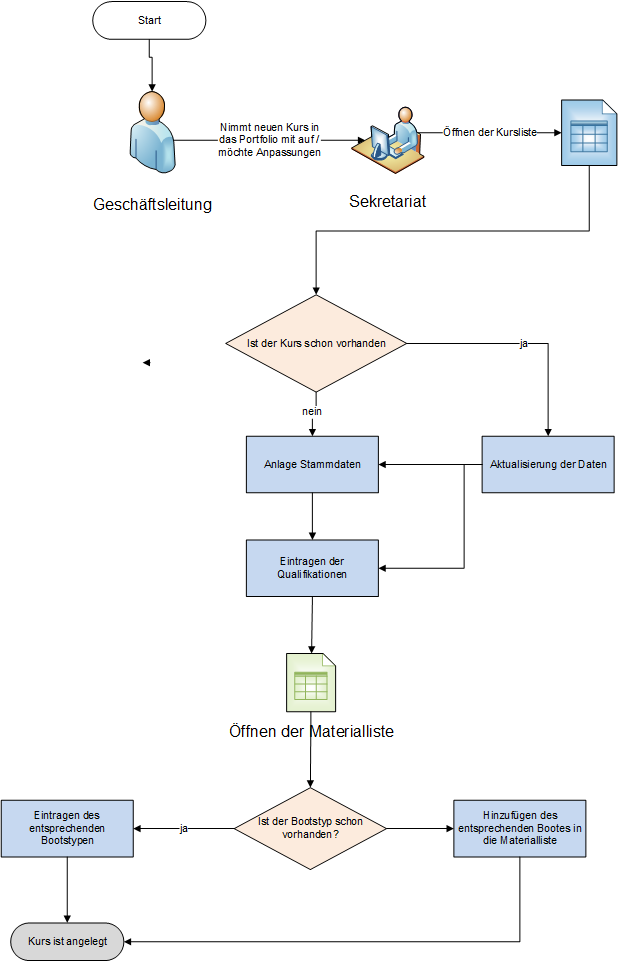 Start
Nimmt neuen Kurs in
das Portfolio mit auf /
möchte Anpassungen
Öffnen der Kursliste
Geschäftsleitung
Sekretariat
Ist der Kurs schon vorhanden
ja
nein
Anlage Stammdaten
Aktualisierung der Daten
Eintragen der
Qualifikationen
Öffnen der Materialliste
Eintragen des
entsprechenden
Bootstypen
ja
Ist der Bootstyp schon
vorhanden?
Hinzufügen des
entsprechenden Bootes in
die Materialliste
Kurs ist angelegt